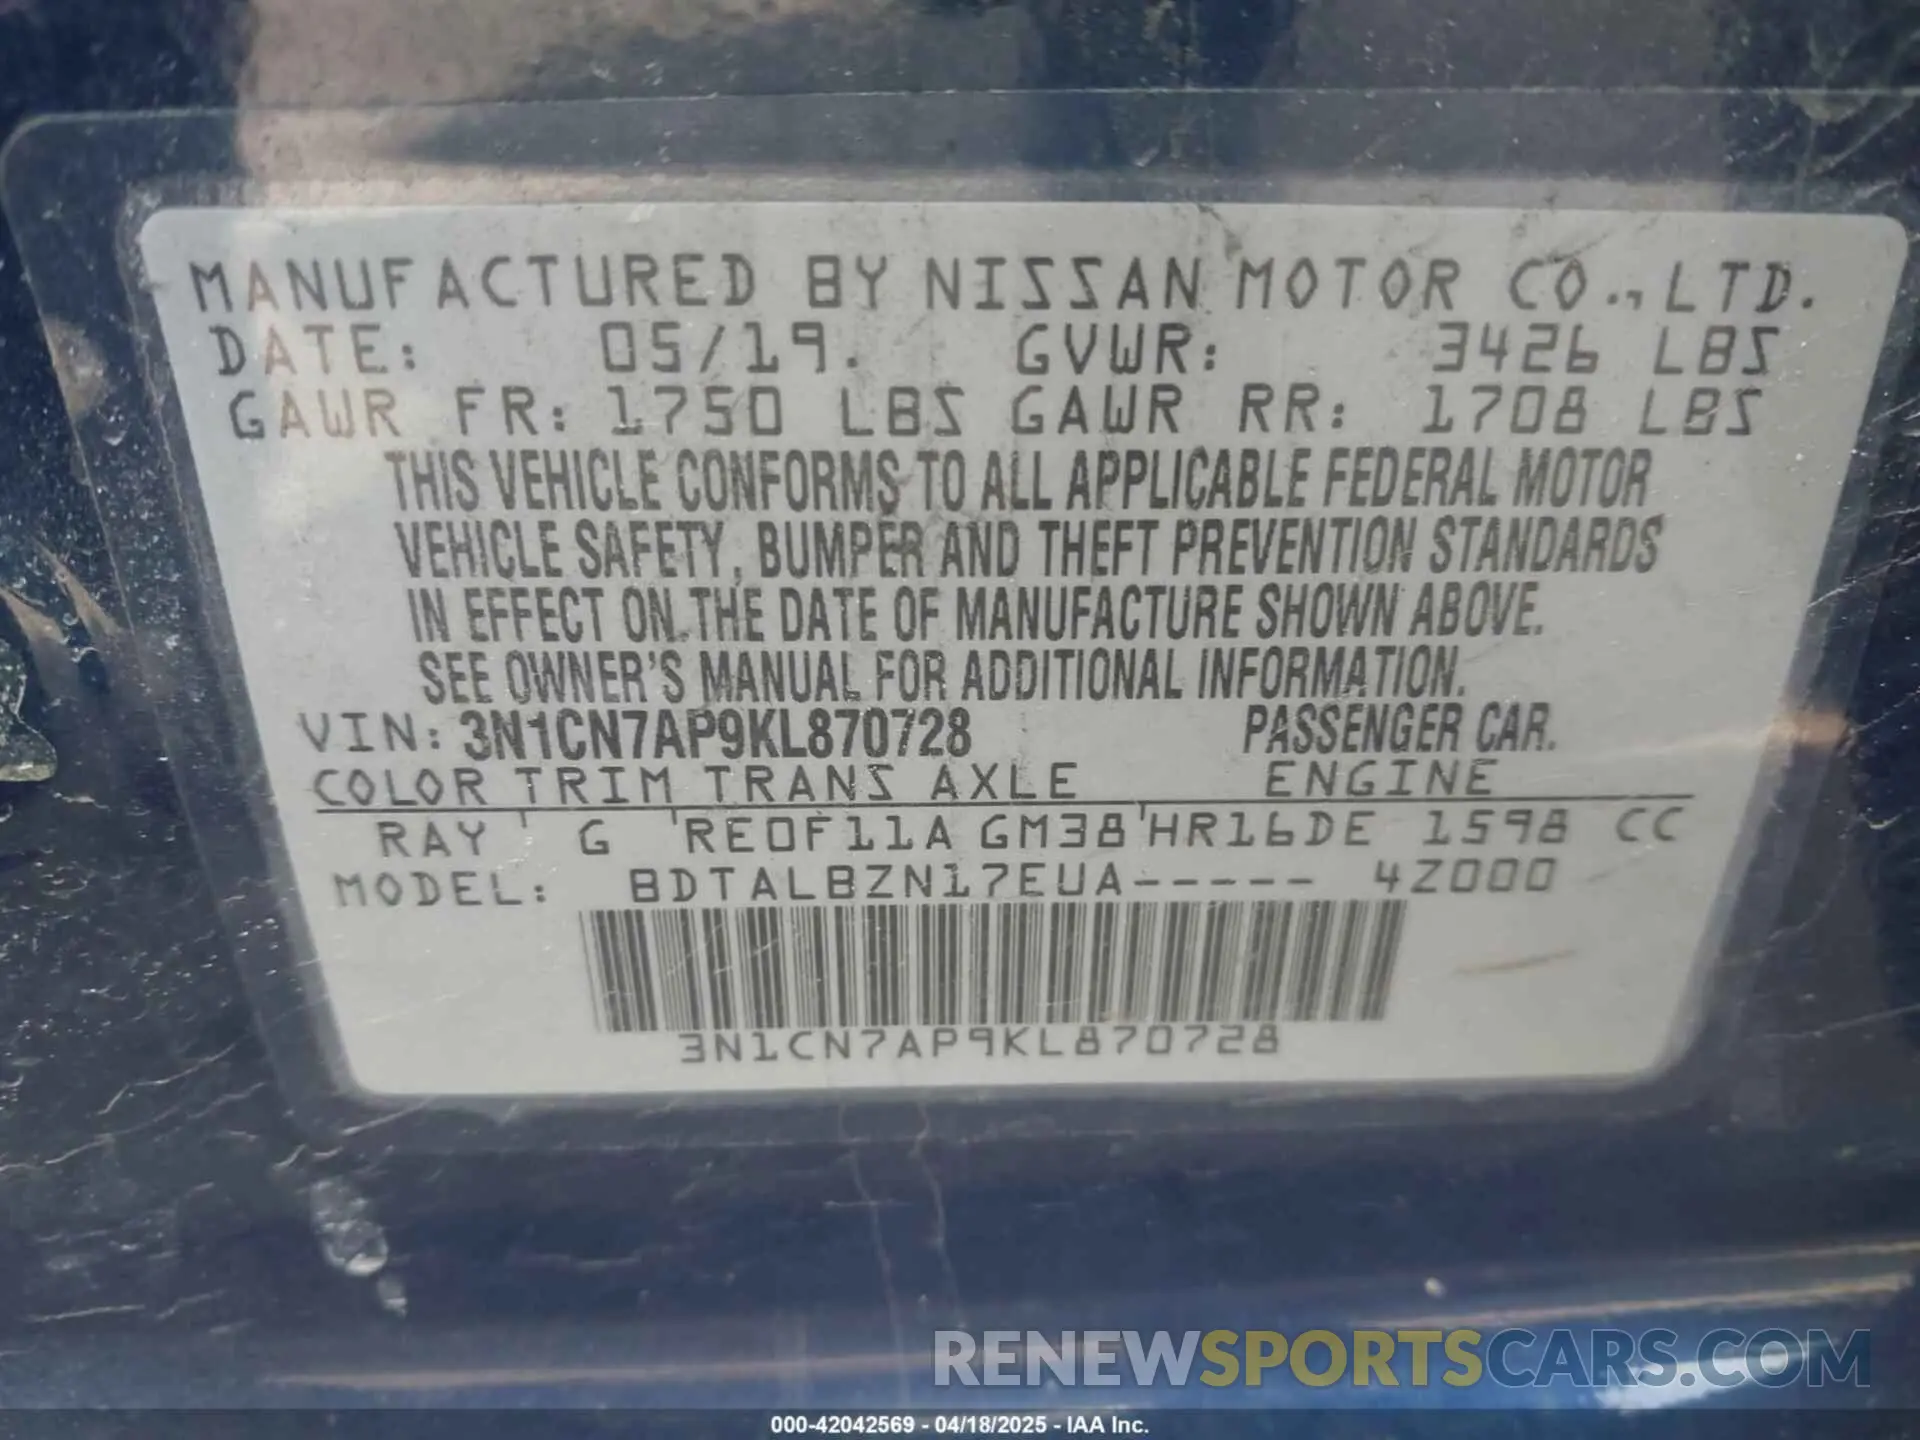 MANUFACTURED BY NISSAN MOTOR CO., LTD.
DATE: 05/19. GVWR: 3426 LBS
GAWR FR: 1750 LBS GAWR RR: 1708 LBS
THIS VEHICLE CONFORMS TO ALL APPLICABLE FEDERAL MOTOR
VEHICLE SAFETY, BUMPER AND THEFT PREVENTION STANDARDS
IN EFFECT ON THE DATE OF MANUFACTURE SHOWN ABOVE.
SEE OWNER'S MANUAL FOR ADDITIONAL INFORMATION.
VIN: 3N1CN7AP9KL870728 PASSENGER CAR.
COLOR TRIM TRANS AXLE ENGINE
RAY G RE0F11A GM38 HR16DE 1598 CC
MODEL: BDTALBZN17EUA----- 4Z000
3N1CN7AP9KL870728
RENEWSPORTSCARS.COM
000-42042569 - 04/18/2025 - IAA Inc.